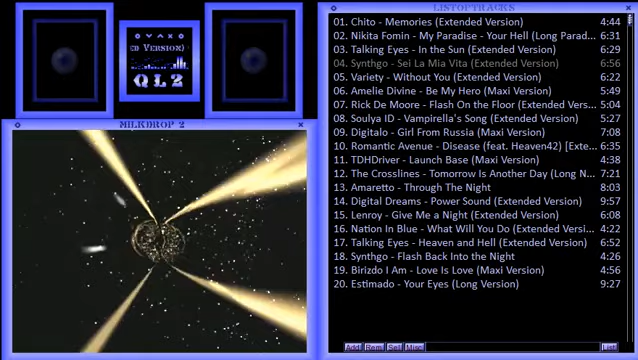 LISTOFTRACKS
ED VERSION)
QL2
MILKDROP 2
01. Chito - Memories (Extended Version) 4:44
02. Nikita Fomin - My Paradise - Your Hell (Long Parad... 6:31
03. Talking Eyes - In the Sun (Extended Version) 6:29
04. Synthgo - Sei La Mia Vita (Extended Version) 6:56
05. Variety - Without You (Extended Version) 6:22
06. Amelie Divine - Be My Hero (Maxi Version) 5:49
07. Rick De Moore - Flash On the Floor (Extended Vers... 5:04
08. Soulya ID - Vampirella's Song (Extended Version) 5:27
09. Digitalo - Girl From Russia (Maxi Version) 7:08
10. Romantic Avenue - Disease (feat. Heaven42) [Exte... 6:35
11. TDHDriver - Launch Base (Maxi Version) 4:38
12. The Crosslines - Tomorrow Is Another Day (Long N... 7:21
13. Amaretto - Through The Night 8:03
14. Digital Dreams - Power Sound (Extended Version) 9:57
15. Lenroy - Give Me a Night (Extended Version) 6:08
16. Nation In Blue - What Will You Do (Extended Versi... 4:22
17. Talking Eyes - Heaven and Hell (Extended Version) 6:52
18. Synthgo - Flash Back Into the Night 4:26
19. Birizdo I Am - Love Is Love (Maxi Version) 4:56
20. Estimado - Your Eyes (Long Version) 9:27
Add Rem Sel Misc List